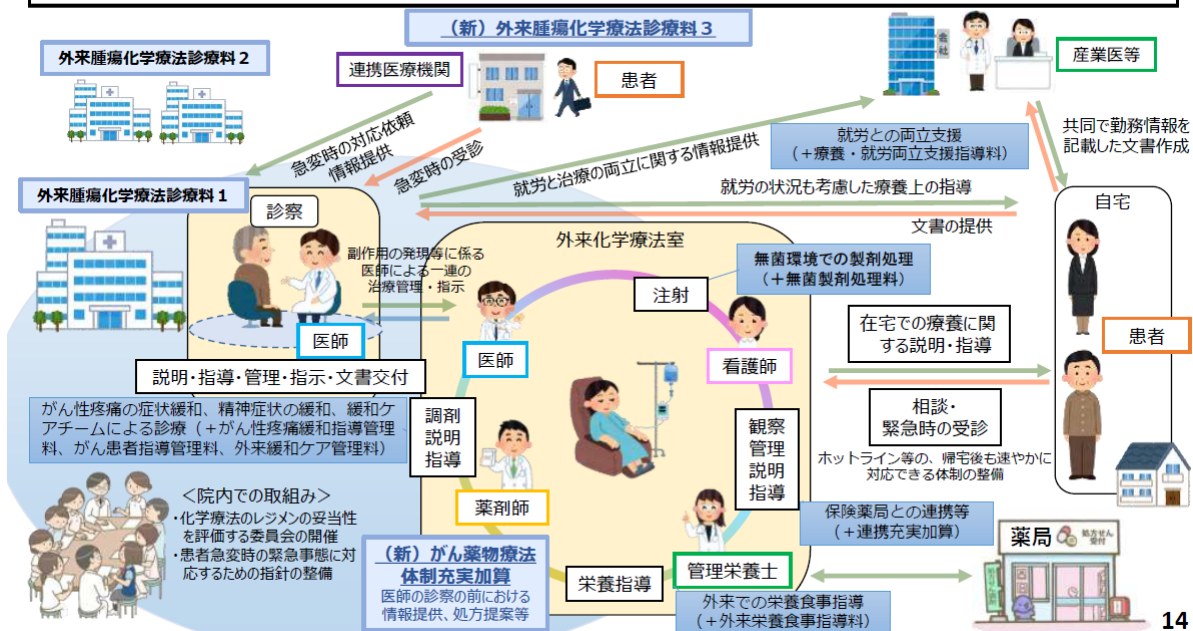 （新）外来腫瘍化学療法診療料３
外来腫瘍化学療法診療料２
連携医療機関
患者
会社
産業医等
急変時の対応依頼
情報提供
急変時の受診
就労と治療の両立に関する情報提供
就労との両立支援
（＋療養・就労両立支援指導料）
共同で勤務情報を
記載した文書作成
外来腫瘍化学療法診療料１
診察
就労の状況も考慮した療養上の指導
文書の提供
自宅
外来化学療法室
副作用の発現等に係る
医師による一連の
治療管理・指示
無菌環境での製剤処理
（＋無菌製剤処理料）
注射
医師
医師
看護師
在宅での療養に関
する説明・指導
患者
説明・指導・管理・指示・文書交付
がん性疼痛の症状緩和、精神症状の緩和、緩和ケ
アチームによる診療（＋がん性疼痛緩和指導管理
料、がん患者指導管理料、外来緩和ケア管理料）
調剤
説明
指導
観察
管理
説明
指導
相談・
緊急時の受診
ホットライン等の、帰宅後も速やかに
対応できる体制の整備
＜院内での取組み＞
・化学療法のレジメンの妥当性
を評価する委員会の開催
・患者急変時の緊急事態に対
応するための指針の整備
薬剤師
保険薬局との連携等
（＋連携充実加算）
薬局
処方せん
受付
（新）がん薬物療法
体制充実加算
医師の診察の前における
情報提供、処方提案等
栄養指導
管理栄養士
外来での栄養食事指導
（＋外来栄養食事指導料）
14